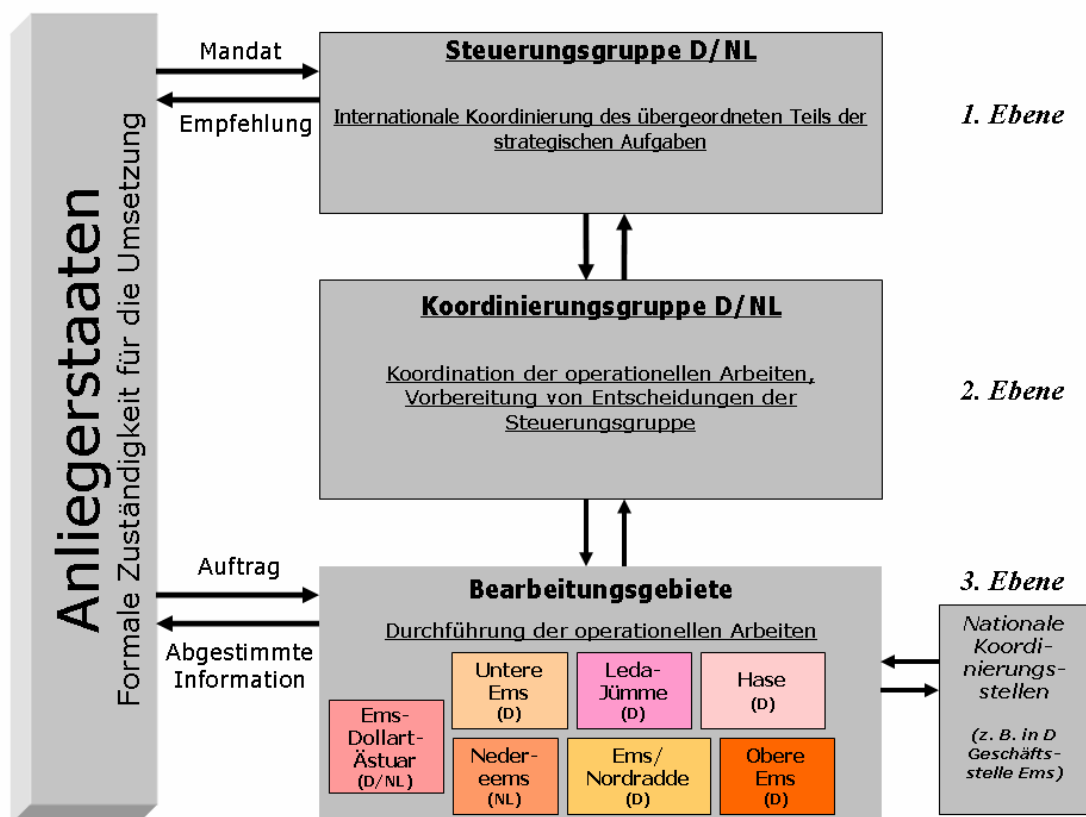 Anliegerstaaten
Formale Zuständigkeit für die Umsetzung
Mandat
Empfehlung
Steuerungsgruppe D/NL
Internationale Koordinierung des übergeordneten Teils der
strategischen Aufgaben
1. Ebene
Koordinierungsgruppe D/NL
Koordination der operationellen Arbeiten,
Vorbereitung von Entscheidungen der
Steuerungsgruppe
2. Ebene
Auftrag
Abgestimmte
Information
Bearbeitungsgebiete
Durchführung der operationellen Arbeiten
Ems-
Dollart-
Ästuar
(D/NL)
Untere
Ems
(D)
Leda-
Jümme
(D)
Hase
(D)
Neder-
eems
(NL)
Ems/
Nordradde
(D)
Obere
Ems
(D)
3. Ebene
Nationale
Koordi-
nierungs-
stellen
(z. B. in D
Geschäfts-
stelle Ems)